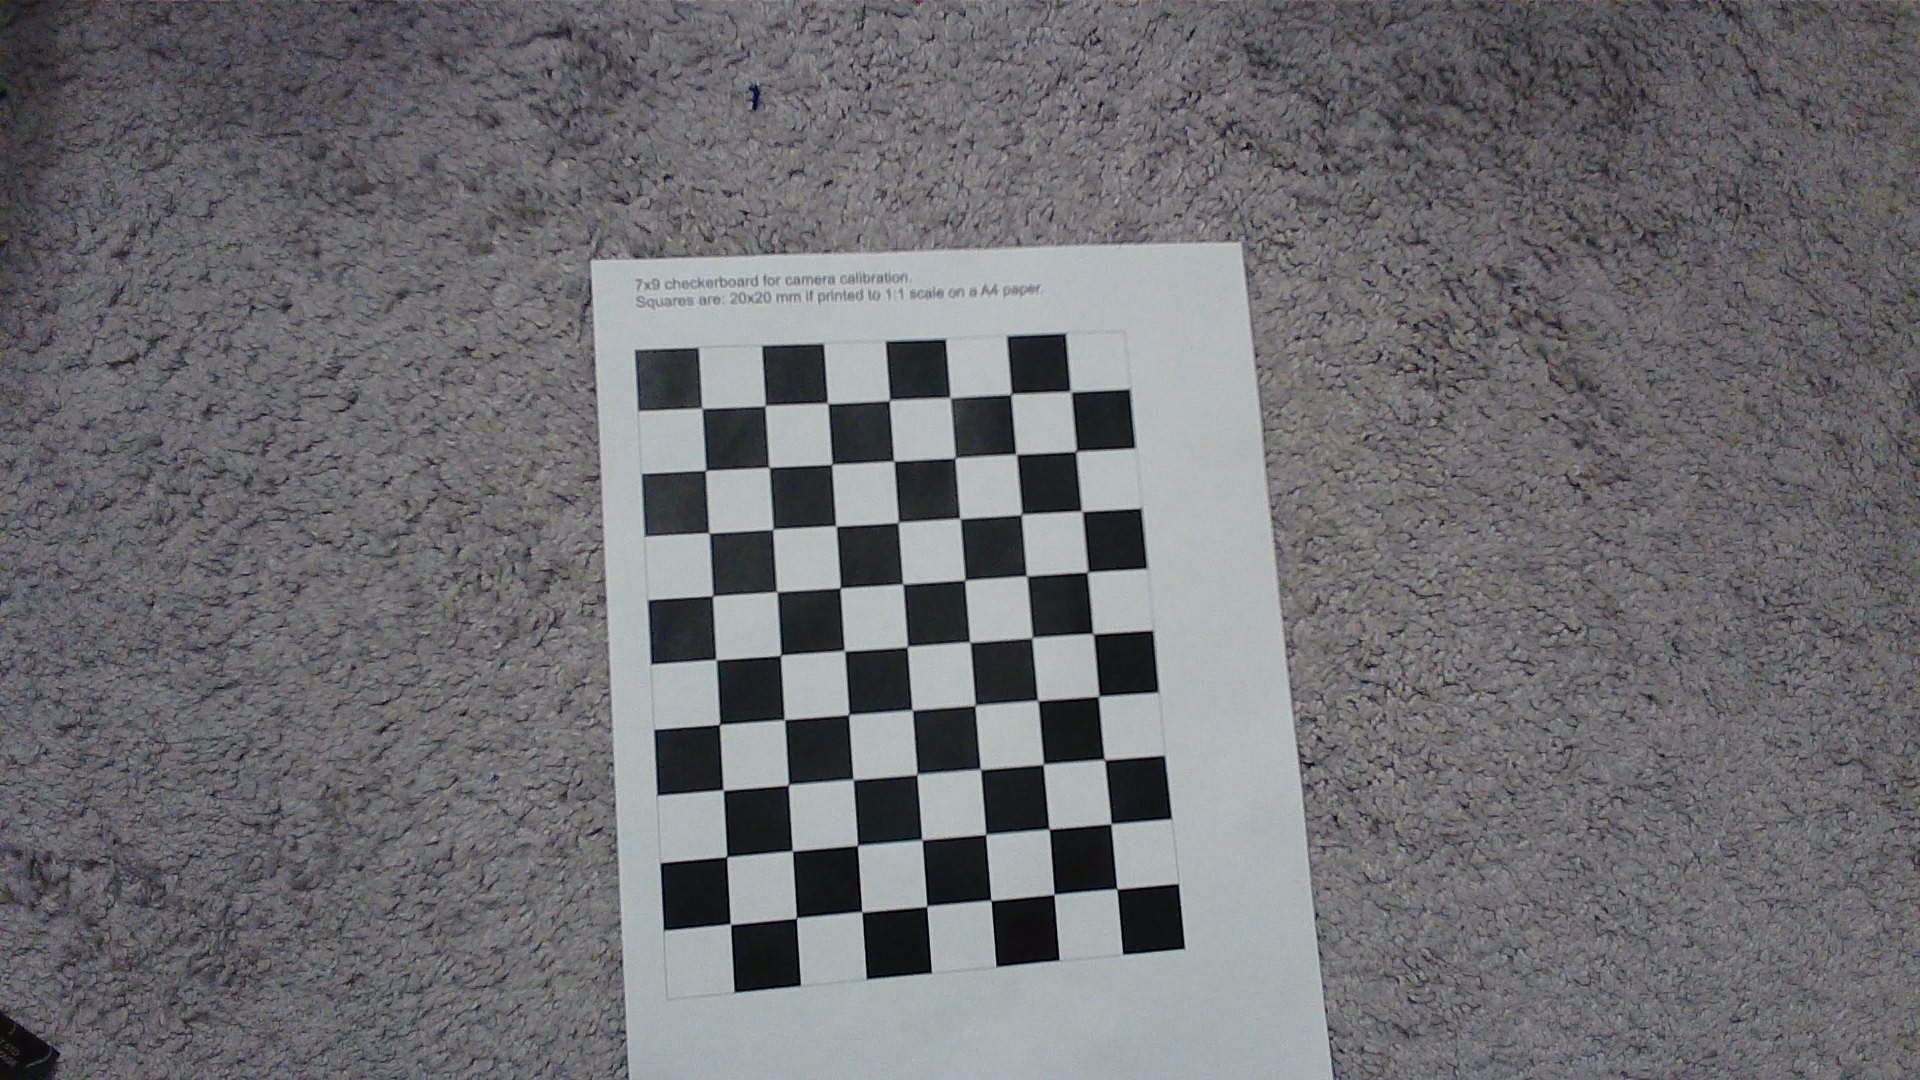 7x9 checkerboard for camera calibration.
Squares are: 20x20 mm if printed to 1:1 scale on a A4 paper.